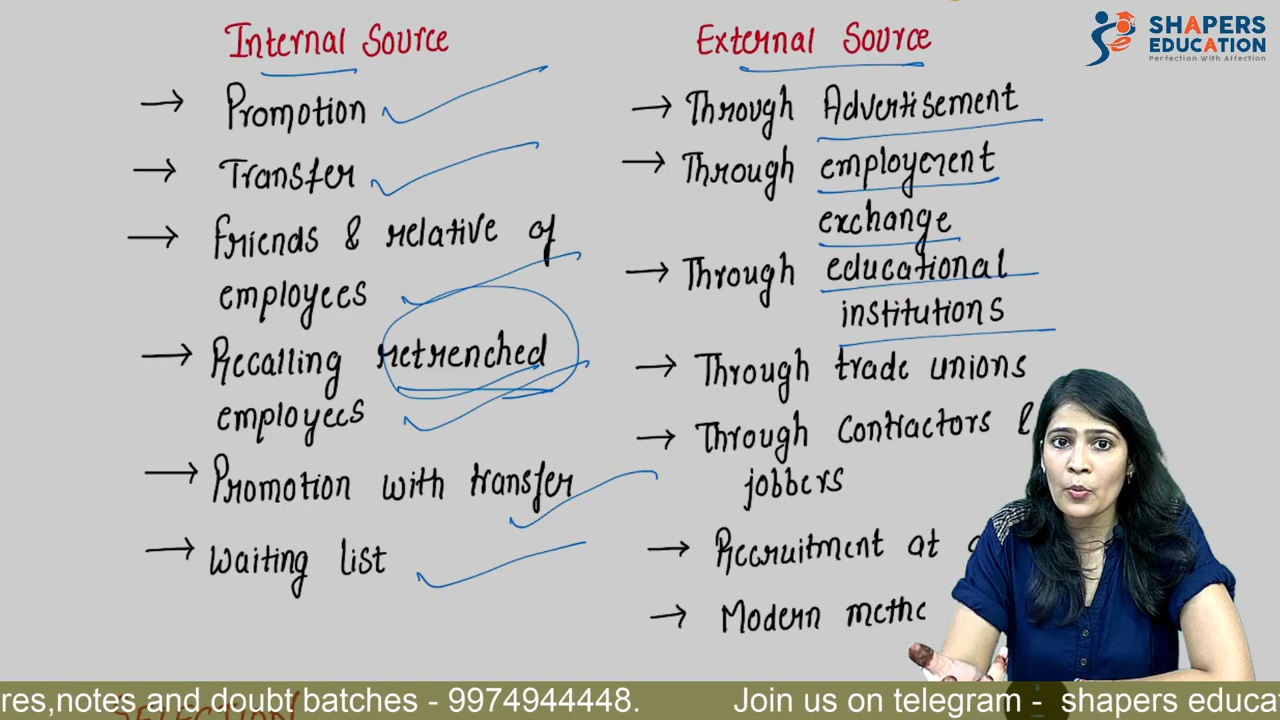 Internal Source
→ Promotion
→ Transfer
→ friends & relative of
employees
→ Recalling retrenched
employees
→ Promotion with transfer
→ Waiting list
External Source
→ Through Advertisement
→ Through employment
exchange
→ Through educational
institutions
→ Through trade unions
→ Through contractors &
jobbers
→ Recruitment at
→ Modern
SHAPERS
EDUCATION
Perfection With Affection
SELECTION
res,notes and doubt batches - 9974944448. Join us on telegram - shapers educa